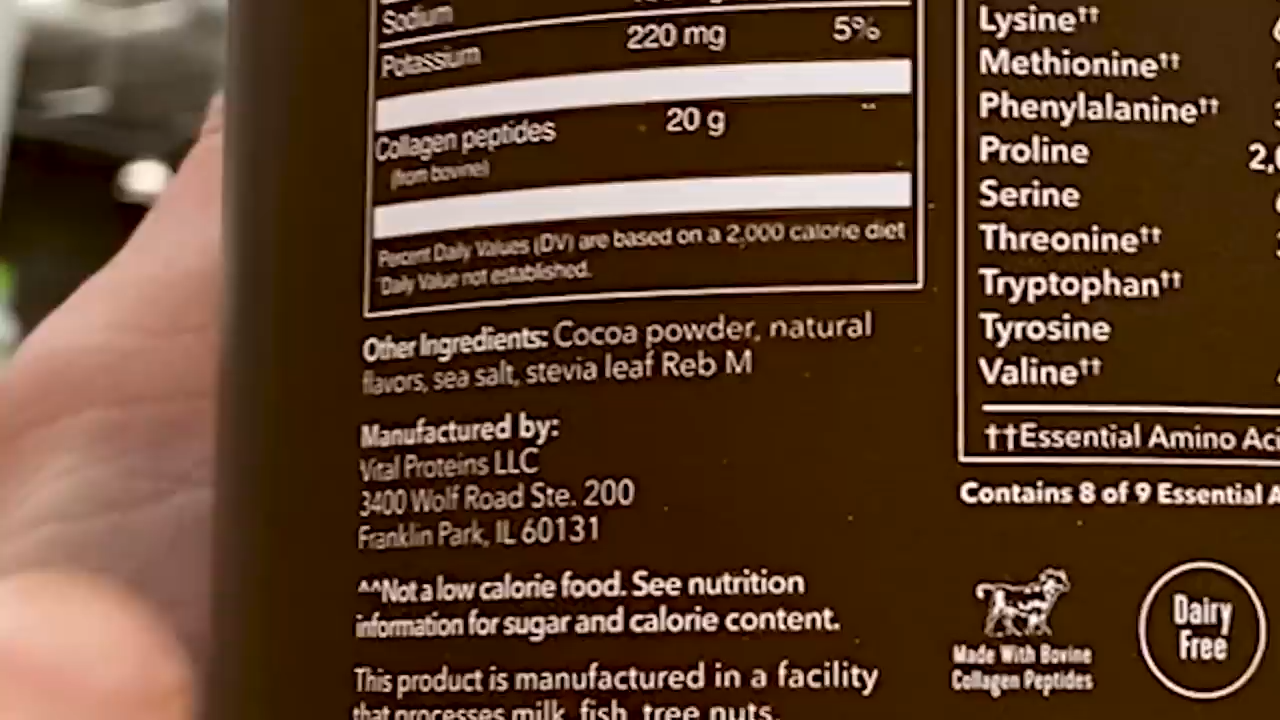 Sodium
Potassium 220 mg 5%
Collagen peptides 20 g **
(from bovine)
Percent Daily Values (DV) are based on a 2,000 calorie diet
*Daily Value not established.
Other Ingredients: Cocoa powder, natural
flavors, sea salt, stevia leaf Reb M
Manufactured by:
Vital Proteins LLC
3400 Wolf Road Ste. 200
Franklin Park, IL 60131
^^Not a low calorie food. See nutrition
information for sugar and calorie content.
This product is manufactured in a facility
that processes milk, fish, tree nuts,
Lysine††
Methionine††
Phenylalanine††
Proline 2,
Serine
Threonine††
Tryptophan††
Tyrosine
Valine††
††Essential Amino Aci
Contains 8 of 9 Essential A
Made With Bovine
Collagen Peptides
Dairy
Free